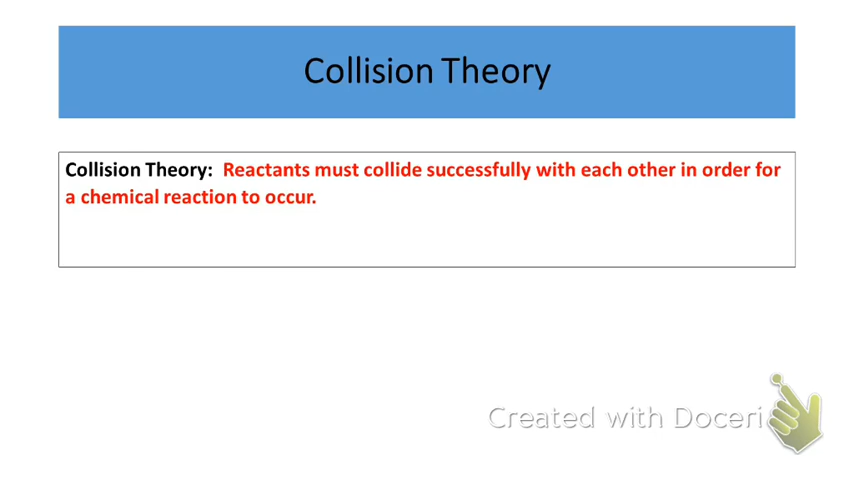 Collision Theory
Collision Theory: Reactants must collide successfully with each other in order for
a chemical reaction to occur.
Created with Doceri